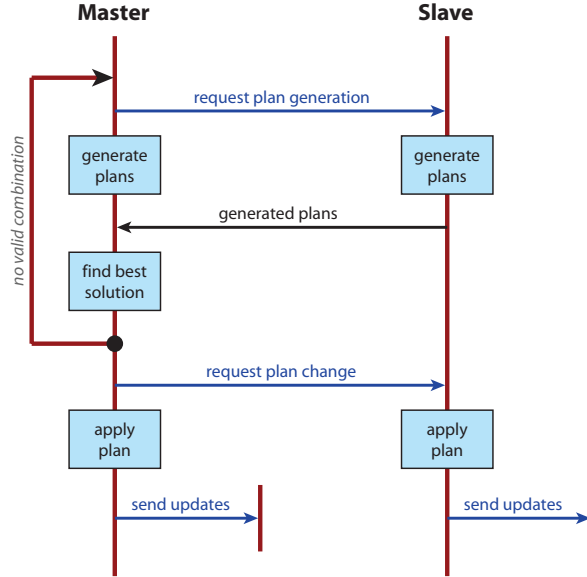 Master
Slave
request plan generation
generate
plans
generate
plans
no valid combination
generated plans
find best
solution
request plan change
apply
plan
apply
plan
send updates
send updates